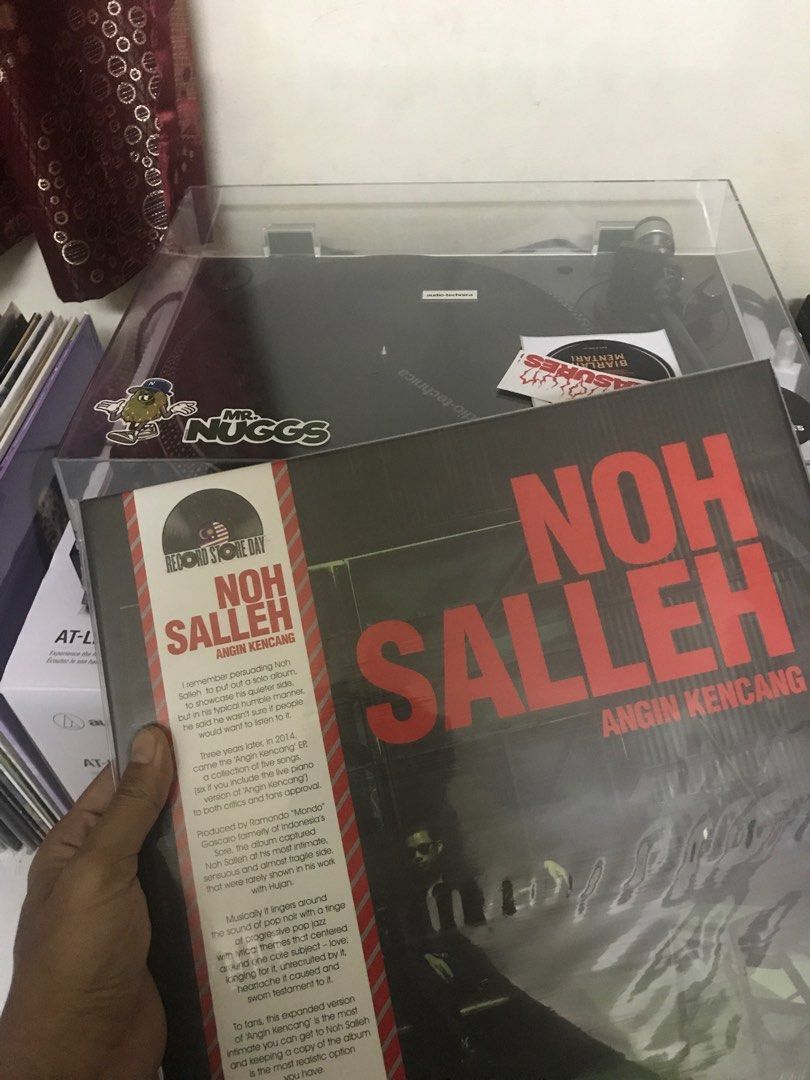 audio-technica
audio-technica
BIARLAH
MENTARI
ASURES
MR.
NUGGS
NOH
SALLEH
ANGIN KENCANG
RECORD STORE DAY
NOH
SALLEH
ANGIN KENCANG
I remember persuading Noh
Salleh to put out a solo album,
to showcase his quieter side,
but in his typical humble manner,
he said he wasn't sure if people
would want to listen to it.
Three years later, in 2014,
came the 'Angin Kencang' EP,
a collection of five songs.
(six if you include the live piano
version of 'Angin Kencang')
to both critics and fans approval.
Produced by Ramondo "Mondo"
Gascaro formerly of Indonesia's
Sore, the album captured
Noh Salleh at his most intimate,
sensuous and almost fragile side,
that were rarely shown in his work
with Hujan.
Musically it lingers around
the sound of pop noir with a tinge
of progressive pop jazz
with lyrical themes that centered
around one cute subject – love;
longing for it, unrecruited by it,
heartache it caused and
sworn testament to it.
To fans, this expanded version
of 'Angin Kencang' is the most
intimate you can get to Noh Salleh
and keeping a copy of the album
is the most realistic option
you have.
AT-L